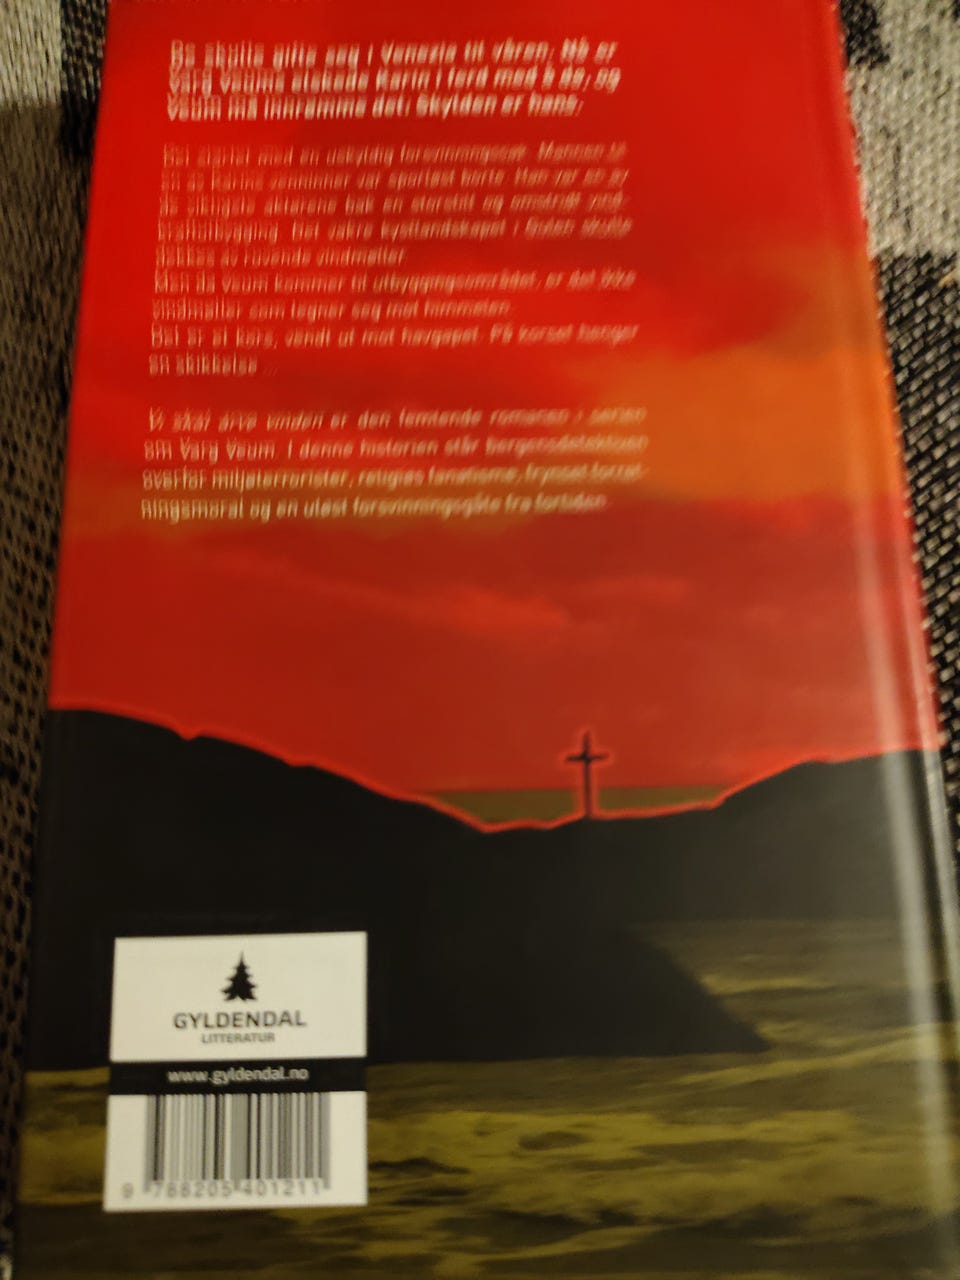 De skulle gifte seg i Venezia til våren. Nå er
Varg Veums elskede Karin i ferd med å dø, og
Veum må innrømme det: Skylden er hans.
Det startet med en uskyldig forsvinningssak. Mannen til
en av Karins venninner var sporløst borte. Han var en av
de viktigste aktørene bak en storstilt og omstridt vind-
kraftutbygging. Det vakre kystlandskapet i Gulen skulle
dekkes av ruvende vindmøller.
Men da Veum kommer til utbyggingsområdet, er det ikke
vindmøller som tegner seg mot himmelen.
Det er et kors, vendt ut mot havgapet. På korset henger
en skikkelse ...
Vi skal arve vinden er den femtende romanen i serien
om Varg Veum. I denne historien står bergensdetektiven
overfor miljøterrorister, religiøs fanatisme, frynset forret-
ningsmoral og en uløst forsvinningsgåte fra fortiden.
GYLDENDAL
LITTERATUR
www.gyldendal.no
9 788205 401211